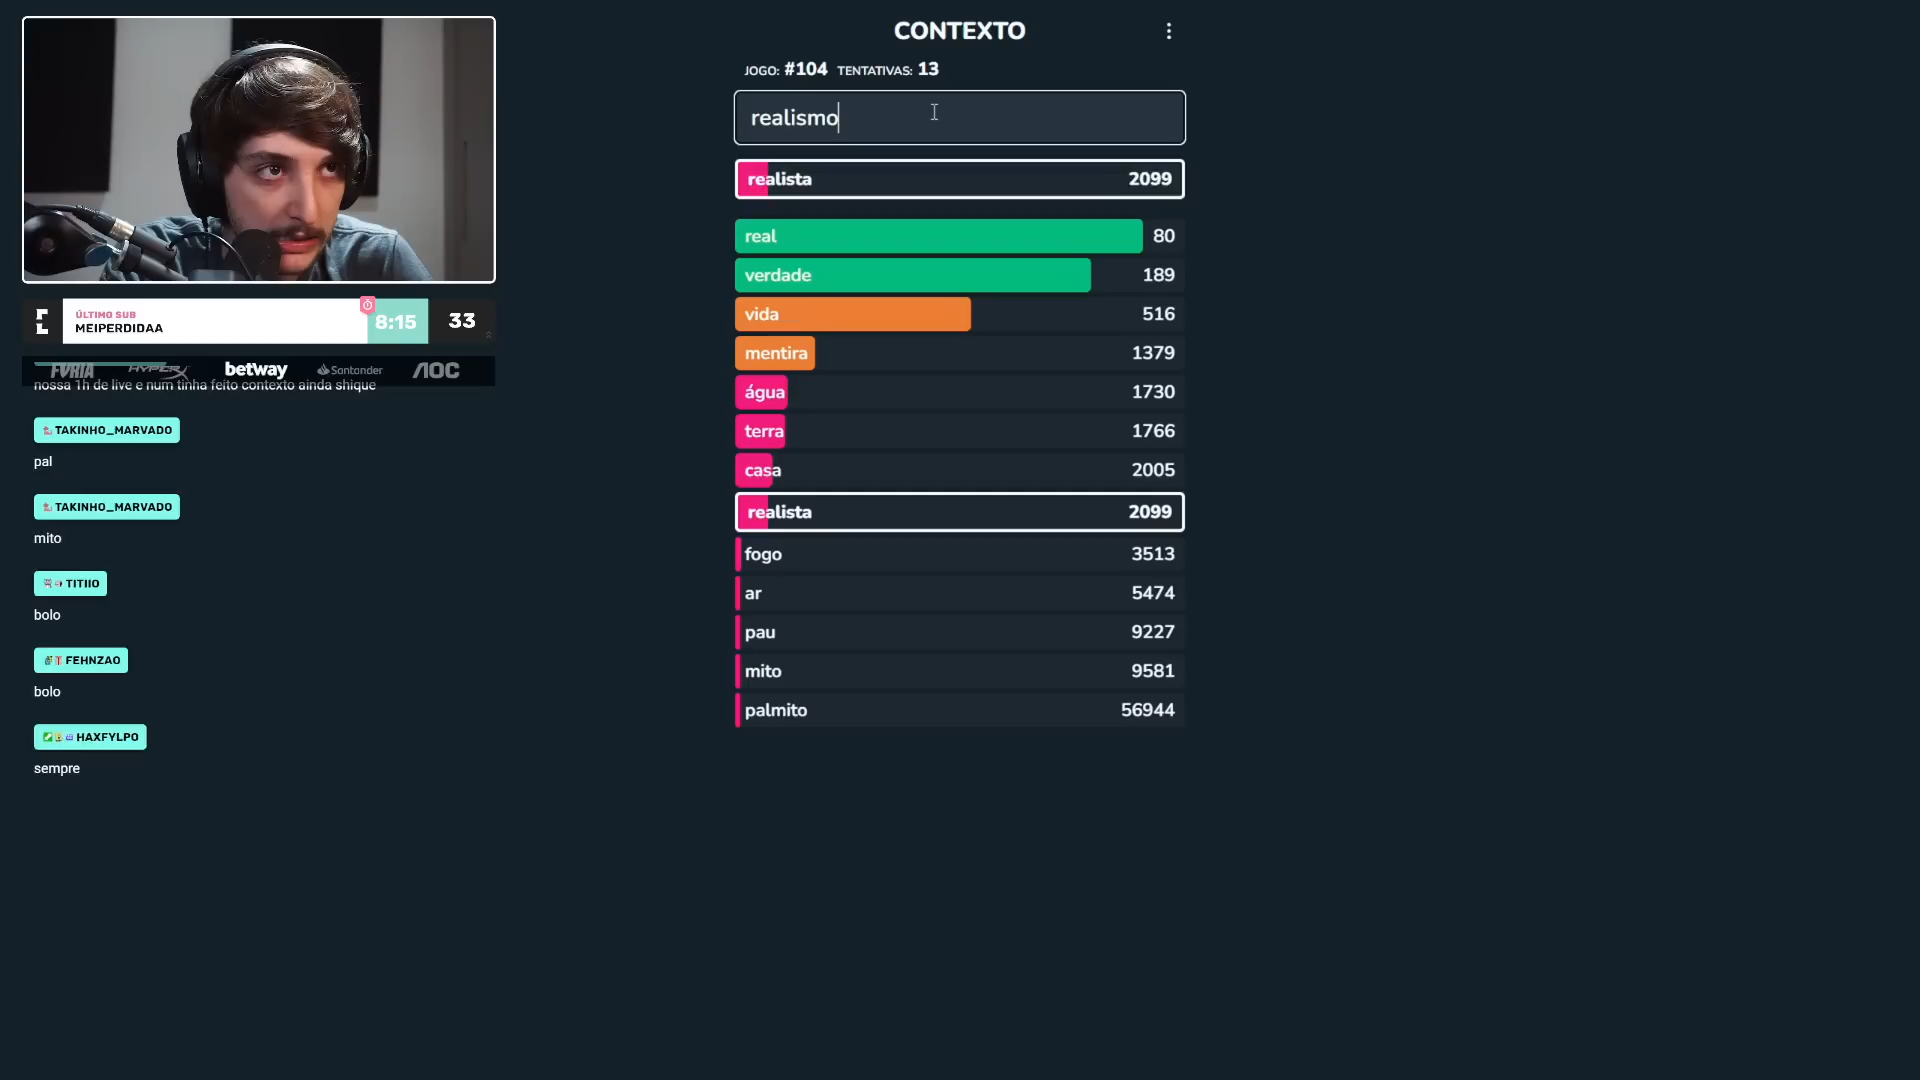 CONTEXTO
JOGO: #104 TENTATIVAS: 13
realismo
realista 2099
real 80
verdade 189
vida 516
mentira 1379
água 1730
terra 1766
casa 2005
realista 2099
fogo 3513
ar 5474
pau 9227
mito 9581
palmito 56944
ÚLTIMO SUB
MEIPERDIDAA
8:15
33
FURIA HYPERX betway Santander AOC
nossa 1h de live e num tinha feito contexto ainda shique
TAKINHO_MARVADO
pal
TAKINHO_MARVADO
mito
TITIIO
bolo
FEHNZAO
bolo
HAXFYLPO
sempre